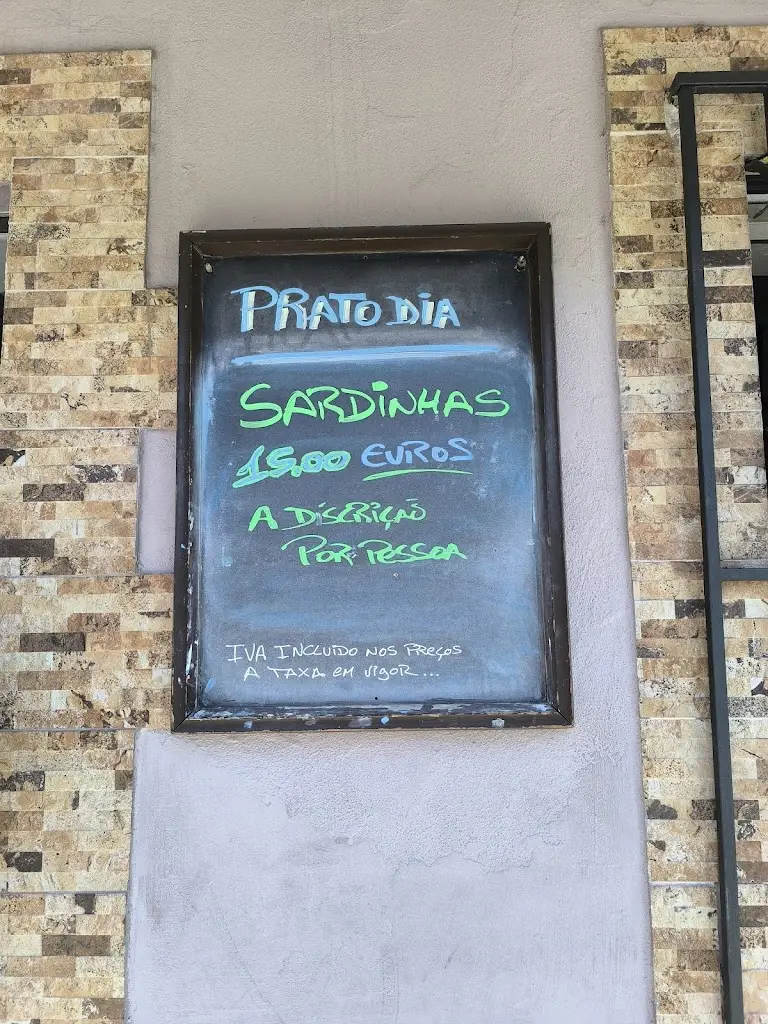 PRATO DIA
SARDINHAS
15.00 EUROS
A DISCRIÇÃO
POR PESSOA
IVA INCLUIDO NOS PREÇOS
A TAXA EM VIGOR...